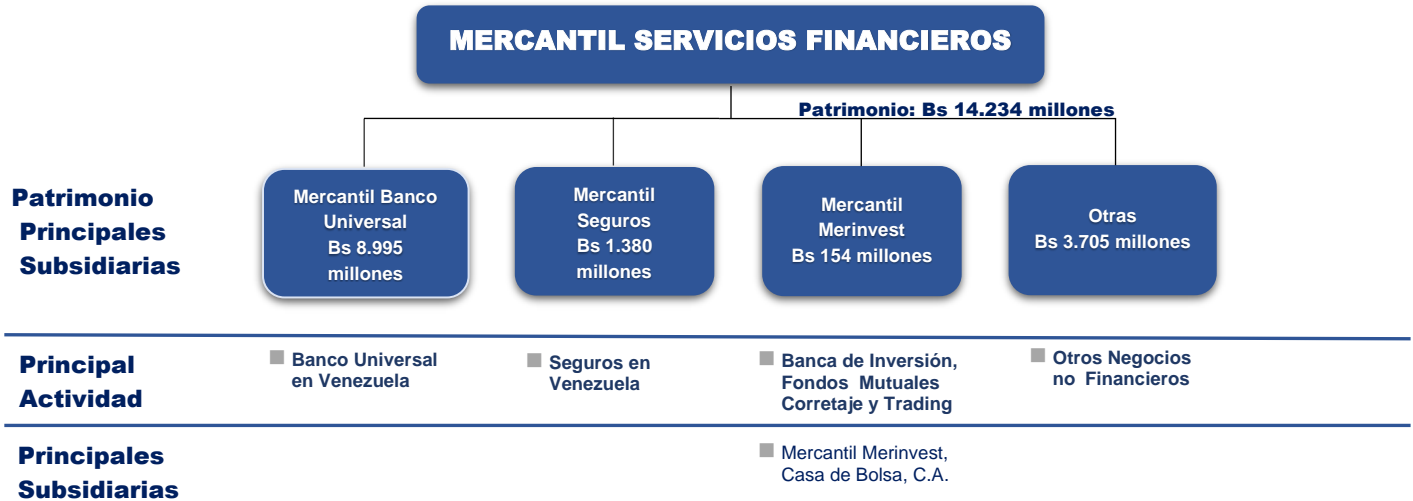 MERCANTIL SERVICIOS FINANCIEROS
Patrimonio: Bs 14.234 millones
Patrimonio
Principales
Subsidiarias
Mercantil Banco
Universal
Bs 8.995
millones
Mercantil
Seguros
Bs 1.380
millones
Mercantil
Merinvest
Bs 154 millones
Otras
Bs 3.705 millones
Principal
Actividad
Banco Universal
en Venezuela
Seguros en
Venezuela
Banca de Inversión,
Fondos Mutuales
Corretaje y Trading
Otros Negocios
no Financieros
Principales
Subsidiarias
Mercantil Merinvest,
Casa de Bolsa, C.A.